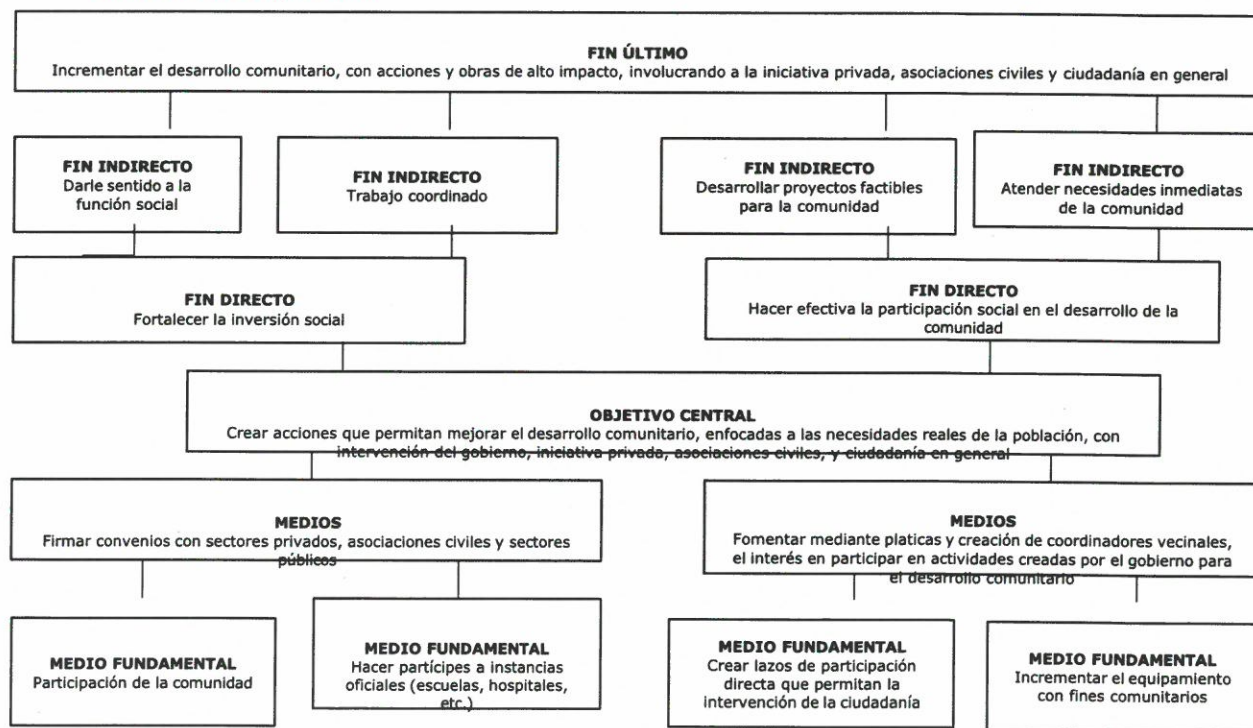 FIN ÚLTIMO
Incrementar el desarrollo comunitario, con acciones y obras de alto impacto, involucrando a la iniciativa privada, asociaciones civiles y ciudadanía en general
FIN INDIRECTO
Darle sentido a la
función social
FIN INDIRECTO
Trabajo coordinado
FIN INDIRECTO
Desarrollar proyectos factibles
para la comunidad
FIN INDIRECTO
Atender necesidades inmediatas
de la comunidad
FIN DIRECTO
Fortalecer la inversión social
FIN DIRECTO
Hacer efectiva la participación social en el desarrollo de la
comunidad
OBJETIVO CENTRAL
Crear acciones que permitan mejorar el desarrollo comunitario, enfocadas a las necesidades reales de la población, con
intervención del gobierno, iniciativa privada, asociaciones civiles, y ciudadanía en general
MEDIOS
Firmar convenios con sectores privados, asociaciones civiles y sectores
públicos
MEDIOS
Fomentar mediante platicas y creación de coordinadores vecinales,
el interés en participar en actividades creadas por el gobierno para
el desarrollo comunitario
MEDIO FUNDAMENTAL
Participación de la comunidad
MEDIO FUNDAMENTAL
Hacer partícipes a instancias
oficiales (escuelas, hospitales,
etc.)
MEDIO FUNDAMENTAL
Crear lazos de participación
directa que permitan la
intervención de la ciudadanía
MEDIO FUNDAMENTAL
Incrementar el equipamiento
con fines comunitarios